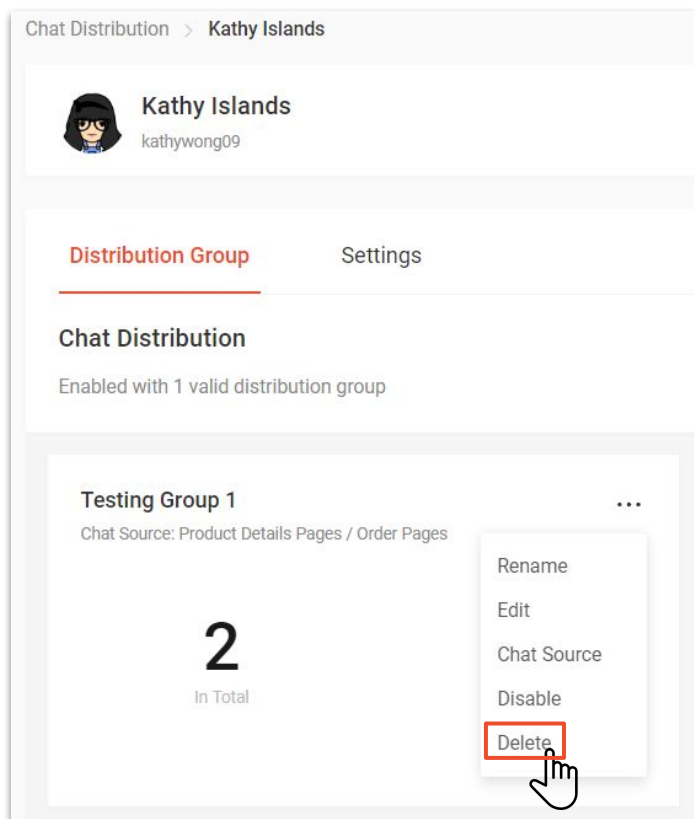 Chat Distribution > Kathy Islands
Kathy Islands
kathywong09
Distribution Group Settings
Chat Distribution
Enabled with 1 valid distribution group
Testing Group 1 ...
Chat Source: Product Details Pages / Order Pages
Rename
Edit
Chat Source
Disable
Delete
2
In Total